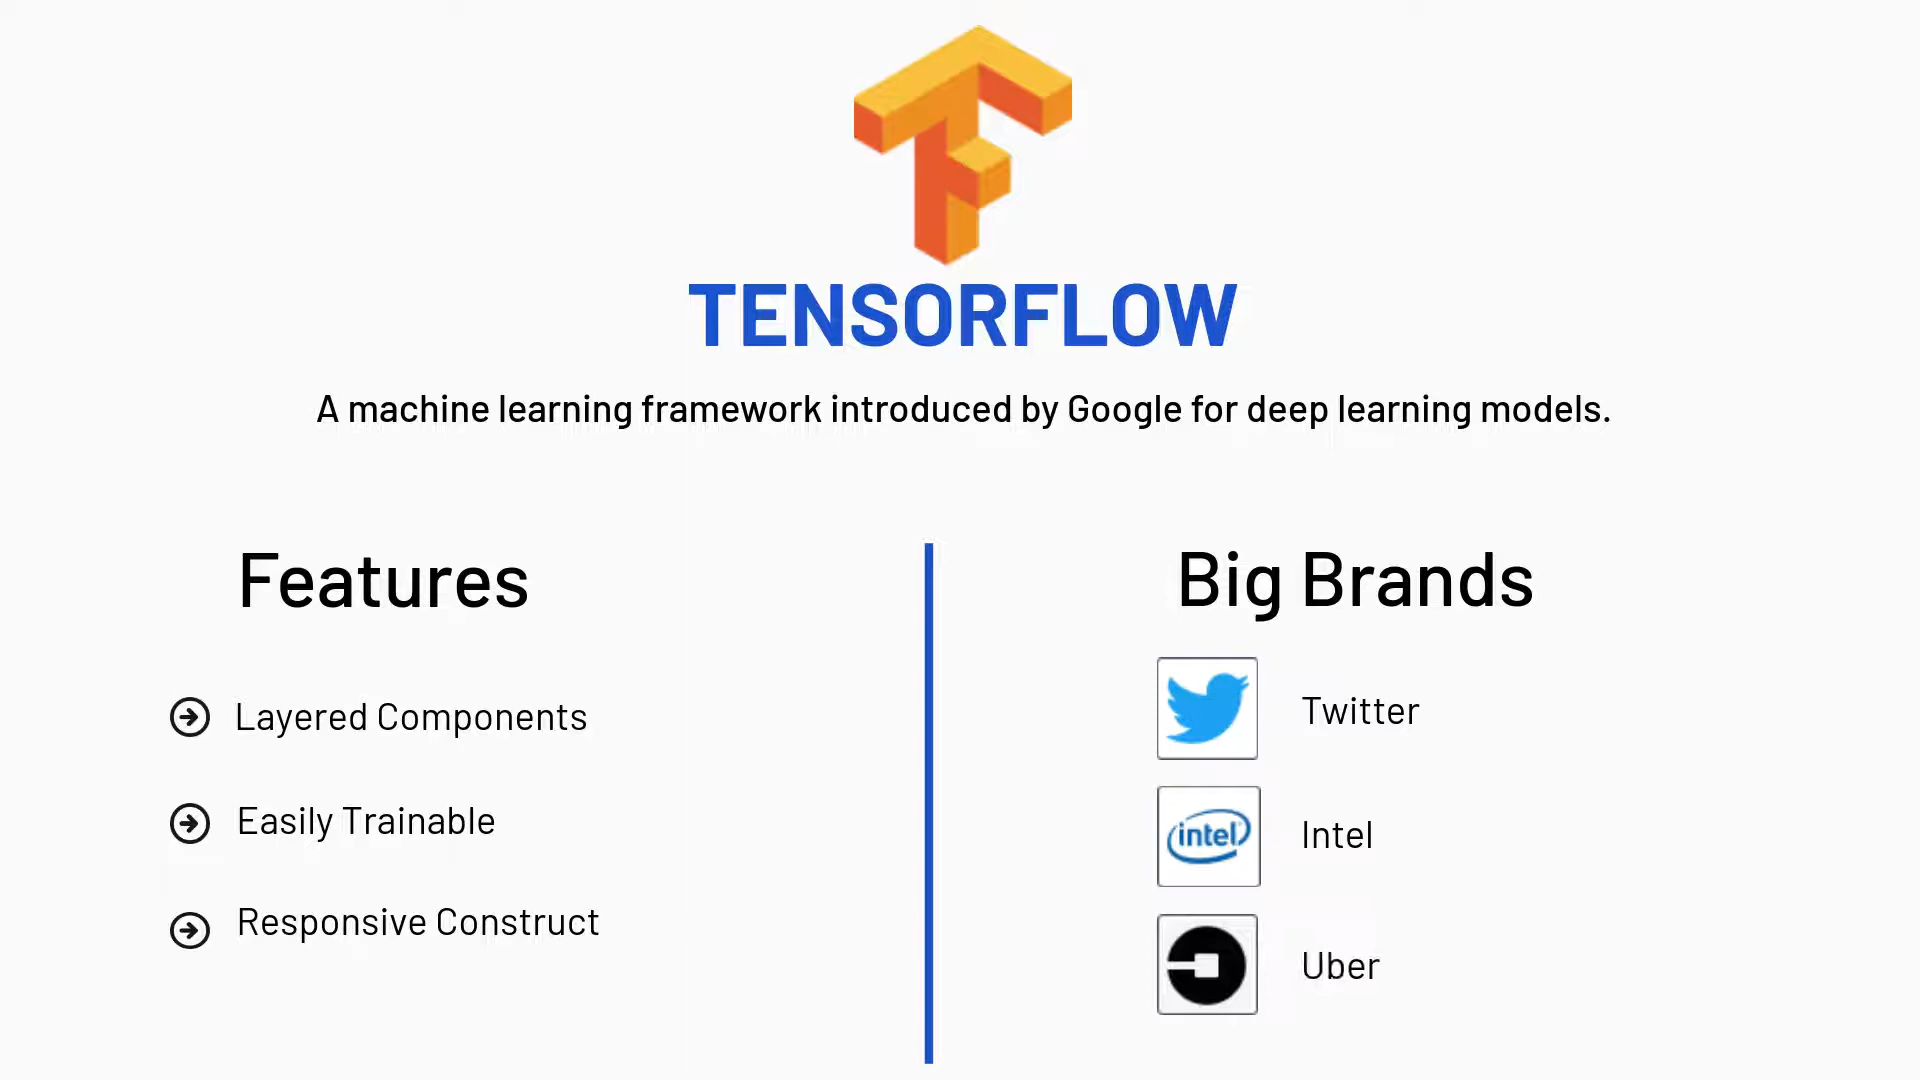 TENSORFLOW
A machine learning framework introduced by Google for deep learning models.
Features
Layered Components
Easily Trainable
Responsive Construct
Big Brands
Twitter
intel
Intel
Uber